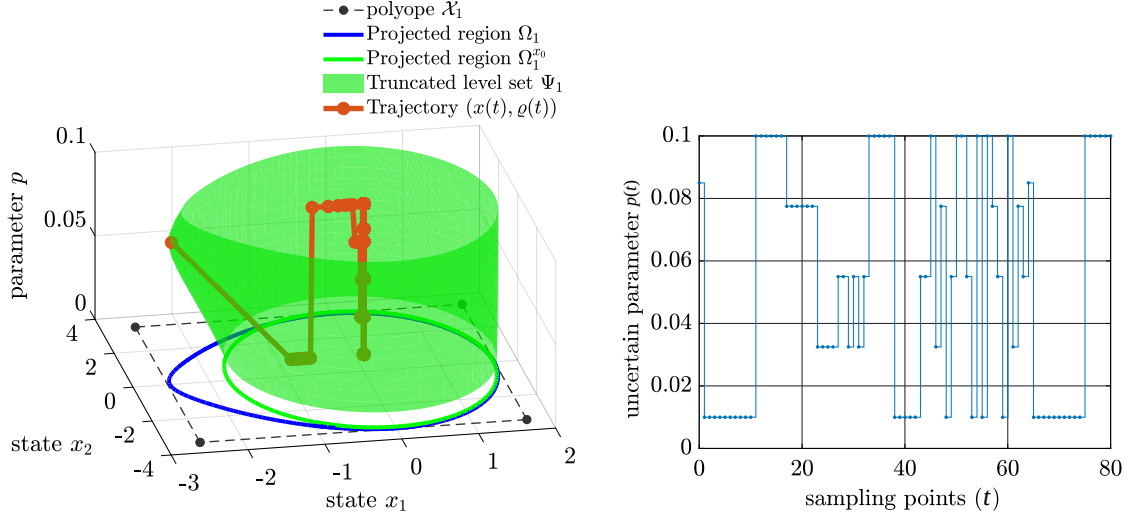 polyope 𝒳₁
Projected region Ω₁
Projected region Ω₁^{x₀}
Truncated level set Ψ₁
Trajectory (x(t), ϱ(t))
0.1
0.05
0
parameter p
4
2
0
-2
-4
state x₂
-3
-2
-1
0
1
2
state x₁
0.1
0.08
0.06
0.04
0.02
0
uncertain parameter p(t)
0
20
40
60
80
sampling points (t)